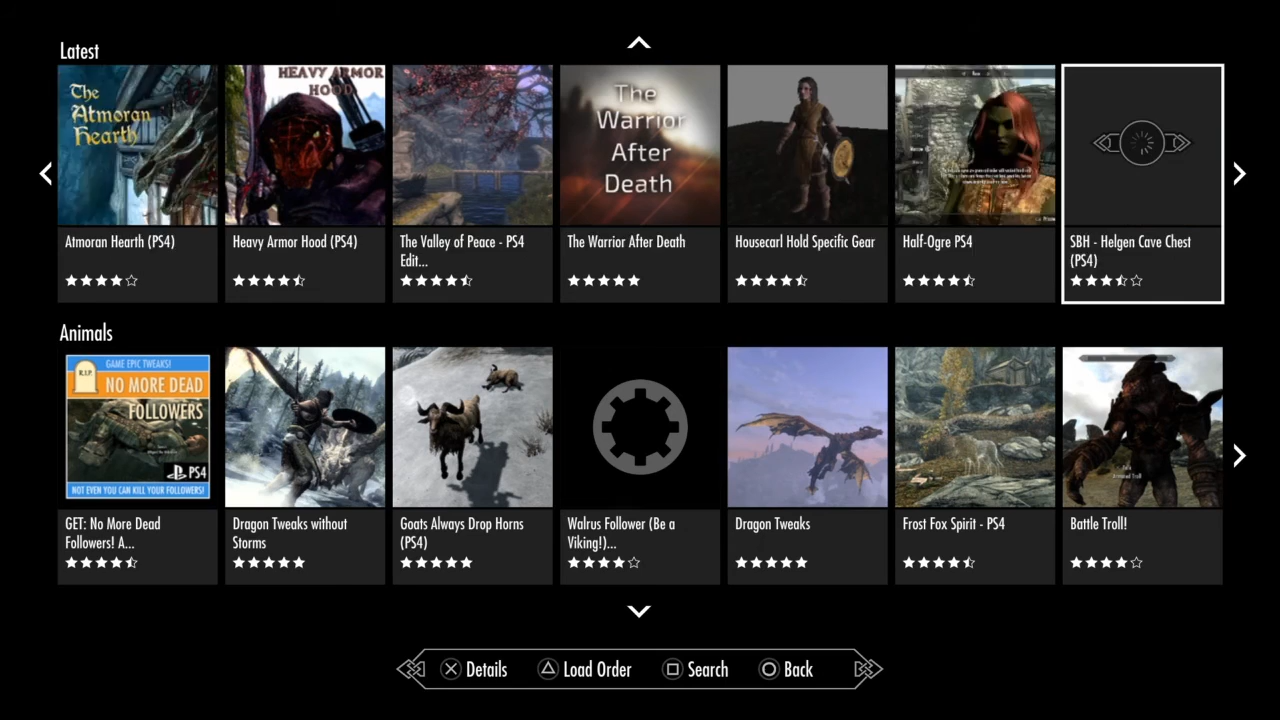 Latest
The
Atmoran
Hearth
HEAVY ARMOR
HOOD
The
Warrior
After
Death
Atmoran Hearth (PS4)
Heavy Armor Hood (PS4)
The Valley of Peace - PS4
Edit...
The Warrior After Death
Housecarl Hold Specific Gear
Half-Ogre PS4
SBH - Helgen Cave Chest
(PS4)
Animals
GAME EPIC TWEAKS!
R.I.P.
NO MORE DEAD
FOLLOWERS
PS4
NOT EVEN YOU CAN KILL YOUR FOLLOWERS!
Armored Troll
GET: No More Dead
Followers! A...
Dragon Tweaks without
Storms
Goats Always Drop Horns
(PS4)
Walrus Follower (Be a
Viking!)...
Dragon Tweaks
Frost Fox Spirit - PS4
Battle Troll!
Details
Load Order
Search
Back